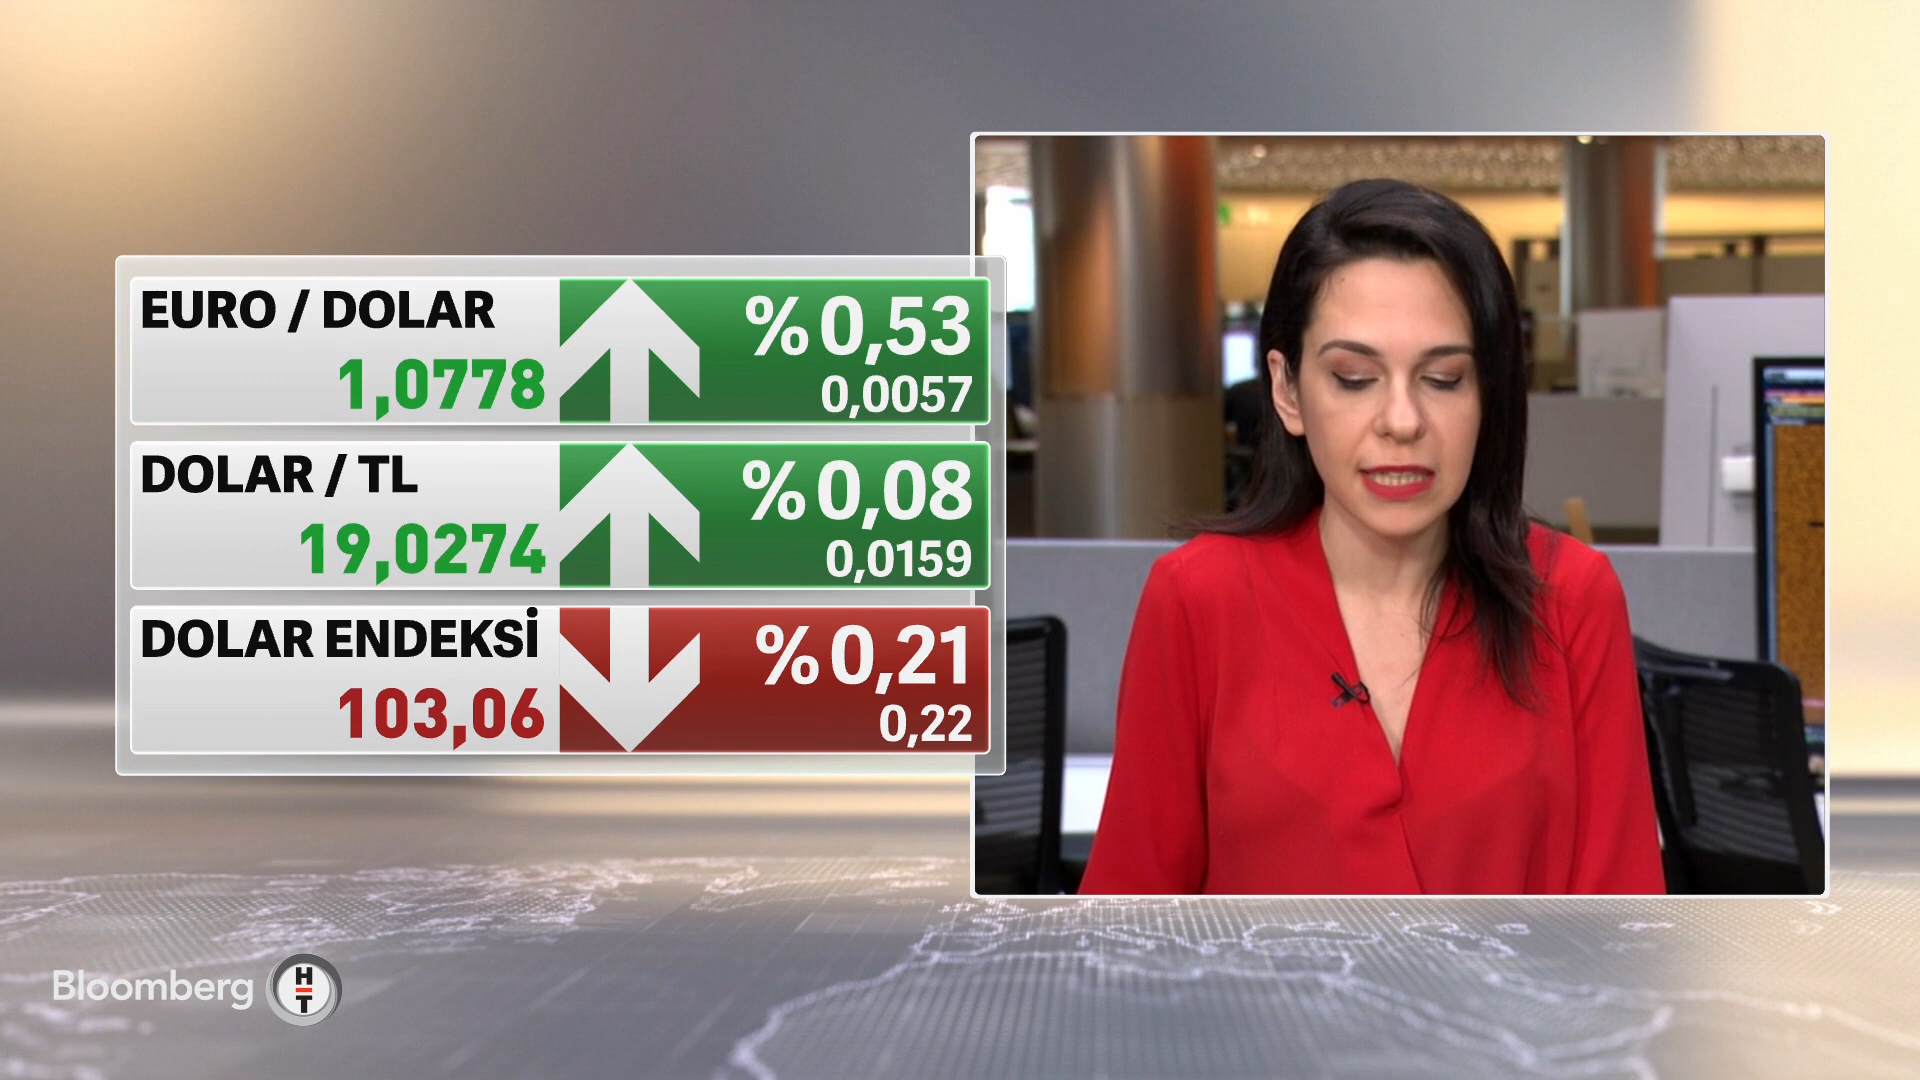 EURO / DOLAR
1,0778
%0,53
0,0057
DOLAR / TL
19,0274
%0,08
0,0159
DOLAR ENDEKSİ
103,06
%0,21
0,22
Bloomberg HT